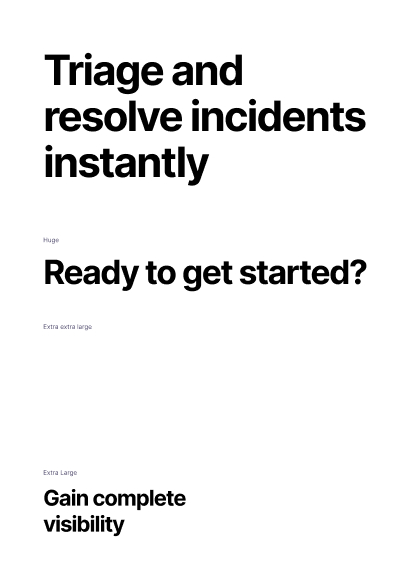 Triage and
resolve incidents
instantly
Huge
Ready to get started?
Extra extra large
Extra Large
Gain complete
visibility